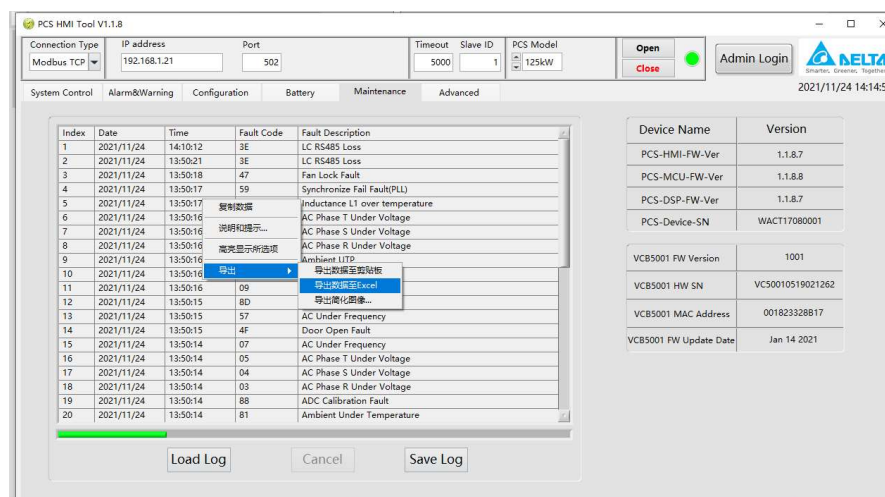 PCS HMI Tool V1.1.8
Connection Type IP address Port Timeout Slave ID PCS Model
Modbus TCP 192.168.1.21 502 5000 1 125kW
Open
Close
Admin Login
DELTA
Smarter. Greener. Together
System Control Alarm&Warning Configuration Battery Maintenance Advanced
2021/11/24 14:14:5
Index Date Time Fault Code Fault Description
1 2021/11/24 14:10:12 3E LC RS485 Loss
2 2021/11/24 13:50:21 3E LC RS485 Loss
3 2021/11/24 13:50:18 47 Fan Lock Fault
4 2021/11/24 13:50:17 59 Synchronize Fail Fault(PLL)
5 2021/11/24 13:50:17 Inductance L1 over temperature
6 2021/11/24 13:50:16 AC Phase T Under Voltage
7 2021/11/24 13:50:16 AC Phase S Under Voltage
8 2021/11/24 13:50:16 AC Phase R Under Voltage
9 2021/11/24 13:50:16 Ambient UTP
10 2021/11/24 13:50:16
11 2021/11/24 13:50:16 09
12 2021/11/24 13:50:15 8D
13 2021/11/24 13:50:15 57 AC Under Frequency
14 2021/11/24 13:50:15 4F Door Open Fault
15 2021/11/24 13:50:14 07 AC Under Frequency
16 2021/11/24 13:50:14 05 AC Phase T Under Voltage
17 2021/11/24 13:50:14 04 AC Phase S Under Voltage
18 2021/11/24 13:50:14 03 AC Phase R Under Voltage
19 2021/11/24 13:50:14 88 ADC Calibration Fault
20 2021/11/24 13:50:14 81 Ambient Under Temperature
复制数据
说明和提示...
高亮显示所选项
导出
导出数据至剪贴板
导出数据至Excel
导出简化图像...
Load Log Cancel Save Log
Device Name Version
PCS-HMI-FW-Ver 1.1.8.7
PCS-MCU-FW-Ver 1.1.8.8
PCS-DSP-FW-Ver 1.1.8.7
PCS-Device-SN WACT17080001
VCB5001 FW Version 1001
VCB5001 HW SN VC50010519021262
VCB5001 MAC Address 001823328B17
VCB5001 FW Update Date Jan 14 2021